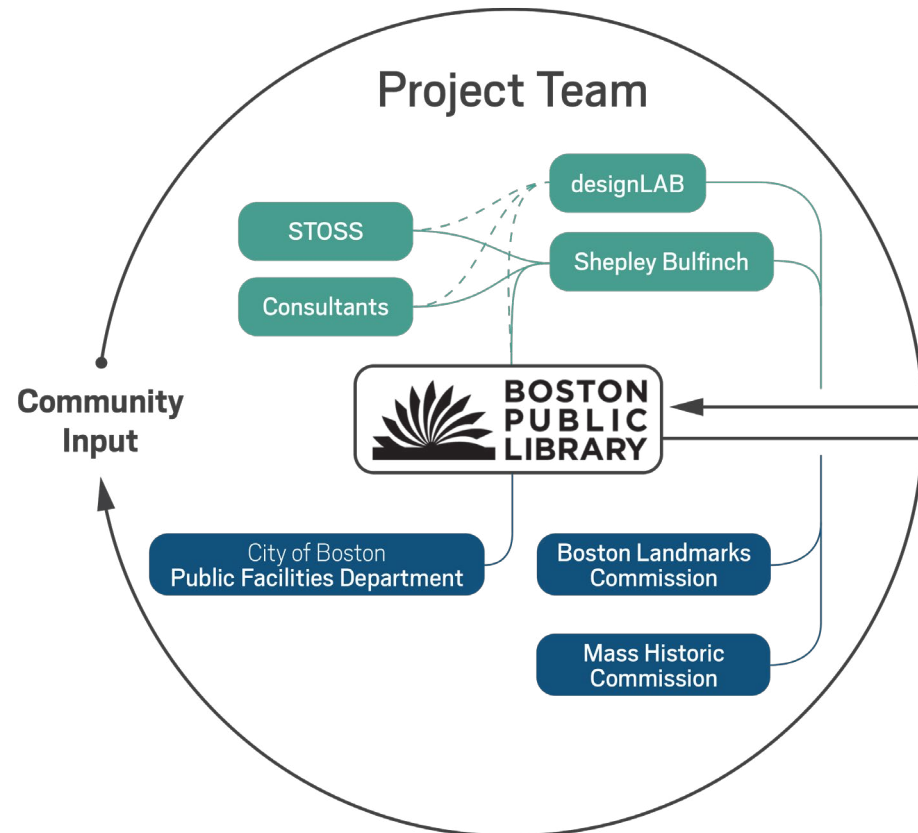 Project Team
designLAB
STOSS
Shepley Bulfinch
Consultants
BOSTON
PUBLIC
LIBRARY
Community
Input
City of Boston
Public Facilities Department
Boston Landmarks
Commission
Mass Historic
Commission